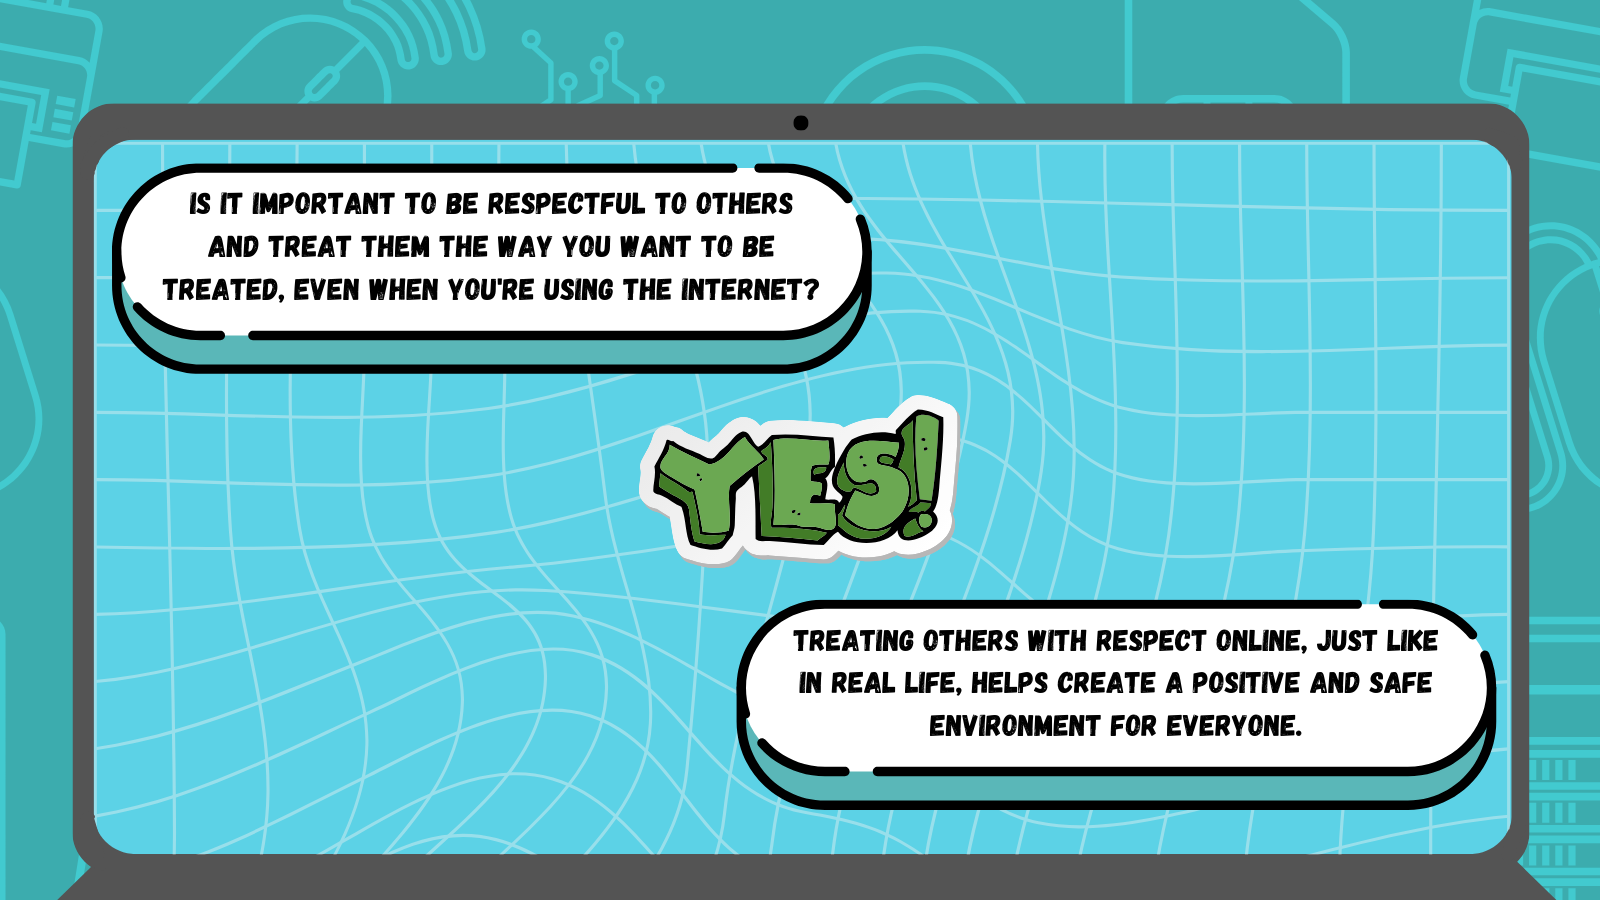 IS IT IMPORTANT TO BE RESPECTFUL TO OTHERS
AND TREAT THEM THE WAY YOU WANT TO BE
TREATED, EVEN WHEN YOU'RE USING THE INTERNET?
YES!
TREATING OTHERS WITH RESPECT ONLINE, JUST LIKE
IN REAL LIFE, HELPS CREATE A POSITIVE AND SAFE
ENVIRONMENT FOR EVERYONE.